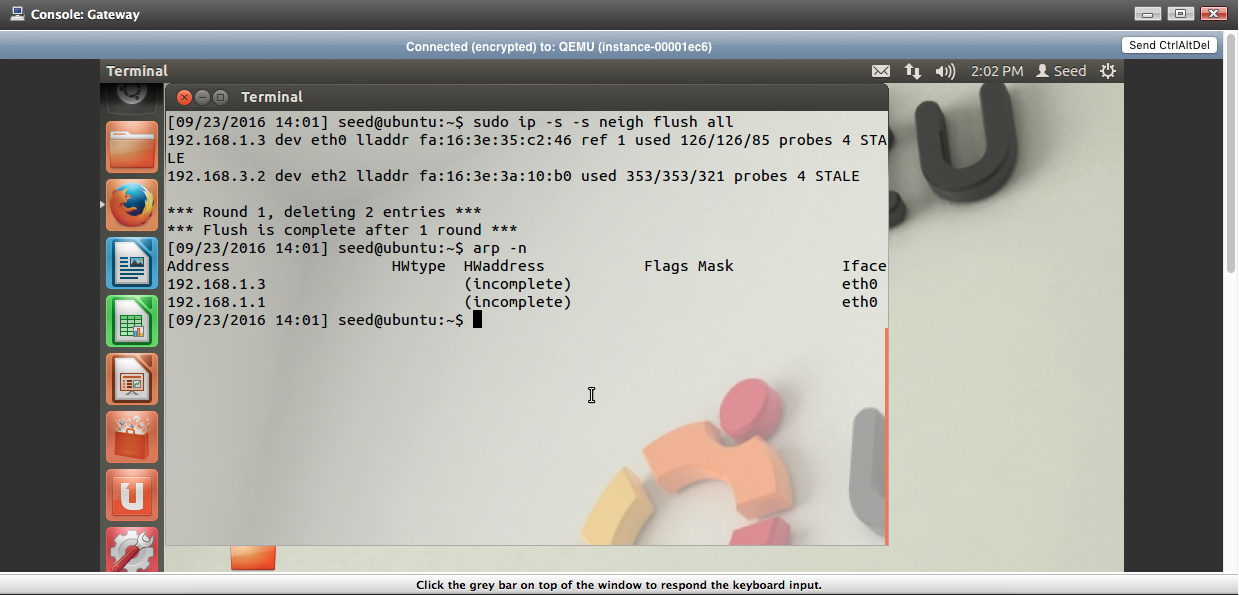 Console: Gateway
Connected (encrypted) to: QEMU (instance-00001ec6)
Send CtrlAltDel
Terminal 2:02 PM Seed
Terminal
[09/23/2016 14:01] seed@ubuntu:~$ sudo ip -s -s neigh flush all
192.168.1.3 dev eth0 lladdr fa:16:3e:35:c2:46 ref 1 used 126/126/85 probes 4 STA
LE
192.168.3.2 dev eth2 lladdr fa:16:3e:3a:10:b0 used 353/353/321 probes 4 STALE
*** Round 1, deleting 2 entries ***
*** Flush is complete after 1 round ***
[09/23/2016 14:01] seed@ubuntu:~$ arp -n
Address HWtype HWaddress Flags Mask Iface
192.168.1.3 (incomplete) eth0
192.168.1.1 (incomplete) eth0
[09/23/2016 14:01] seed@ubuntu:~$
Click the grey bar on top of the window to respond the keyboard input.